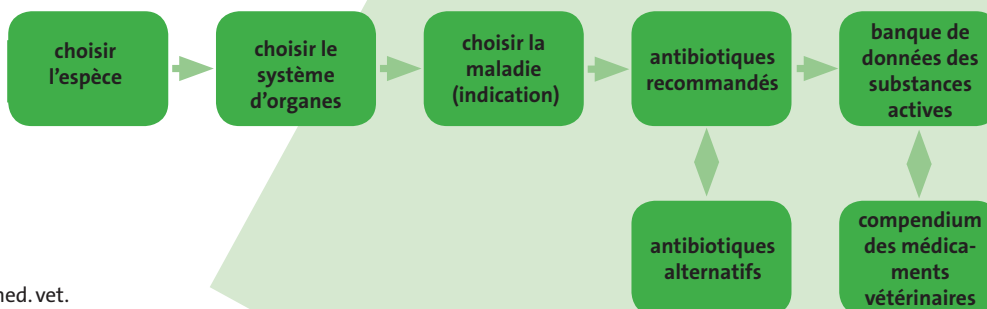 choisir
l’espèce
choisir le
système
d’organes
choisir la
maladie
(indication)
antibiotiques
recommandés
banque de
données des
substances
actives
antibiotiques
alternatifs
compendium
des médica-
ments
vétérinaires
med. vet.